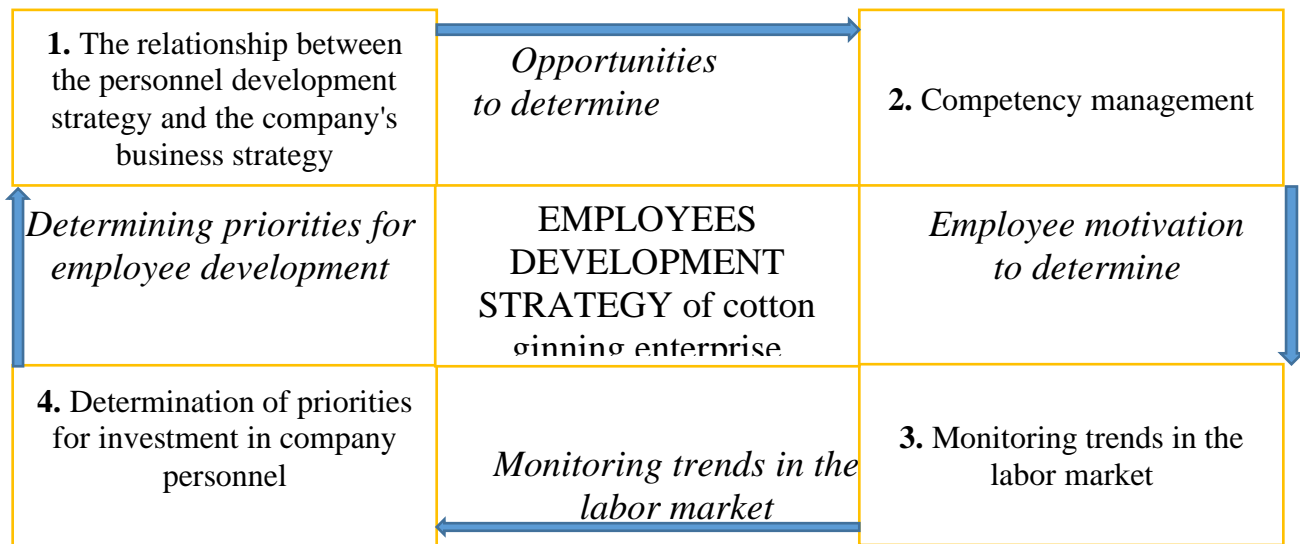 1. The relationship between
the personnel development
strategy and the company's
business strategy
Opportunities
to determine
2. Competency management
Determining priorities for
employee development
EMPLOYEES
DEVELOPMENT
STRATEGY of cotton
ginning enterprise
Employee motivation
to determine
4. Determination of priorities
for investment in company
personnel
Monitoring trends in the
labor market
3. Monitoring trends in the
labor market